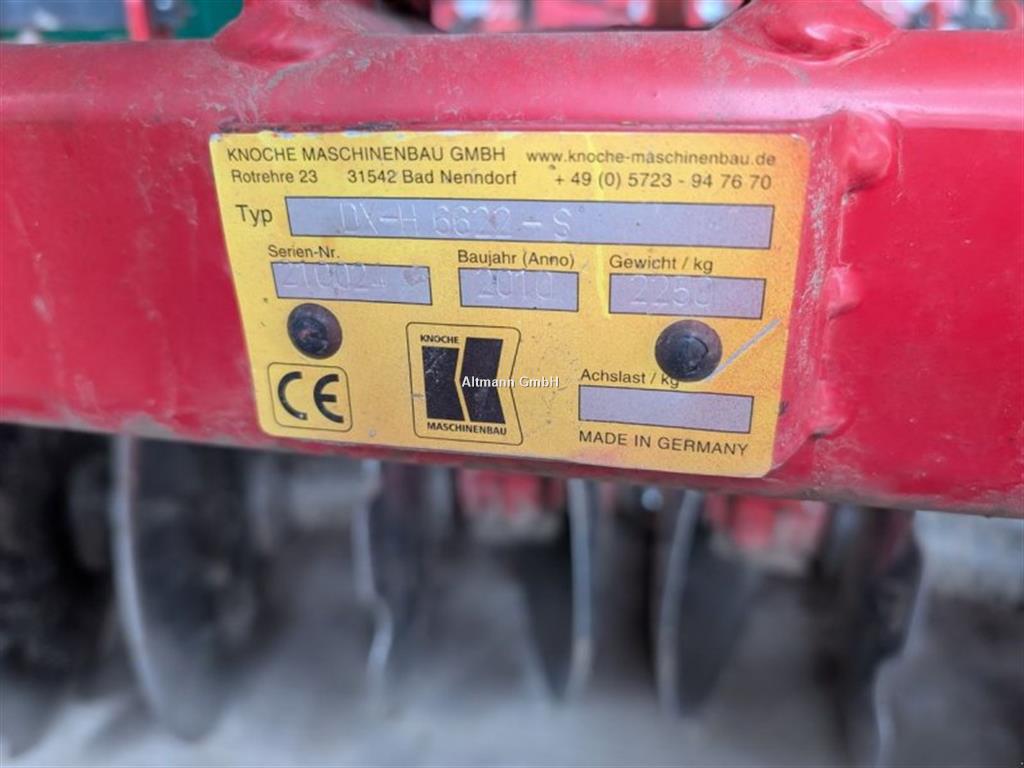 KNOCHE MASCHINENBAU GMBH www.knoche-maschinenbau.de
Rotrehre 23 31542 Bad Nenndorf + 49 (0) 5723 - 94 76 70
Typ DX-H 6622-S
Serien-Nr. Baujahr (Anno) Gewicht / kg
210024 2010 2250
KNOCHE
MASCHINENBAU
CE
Altmann GmbH
Achslast / kg
MADE IN GERMANY